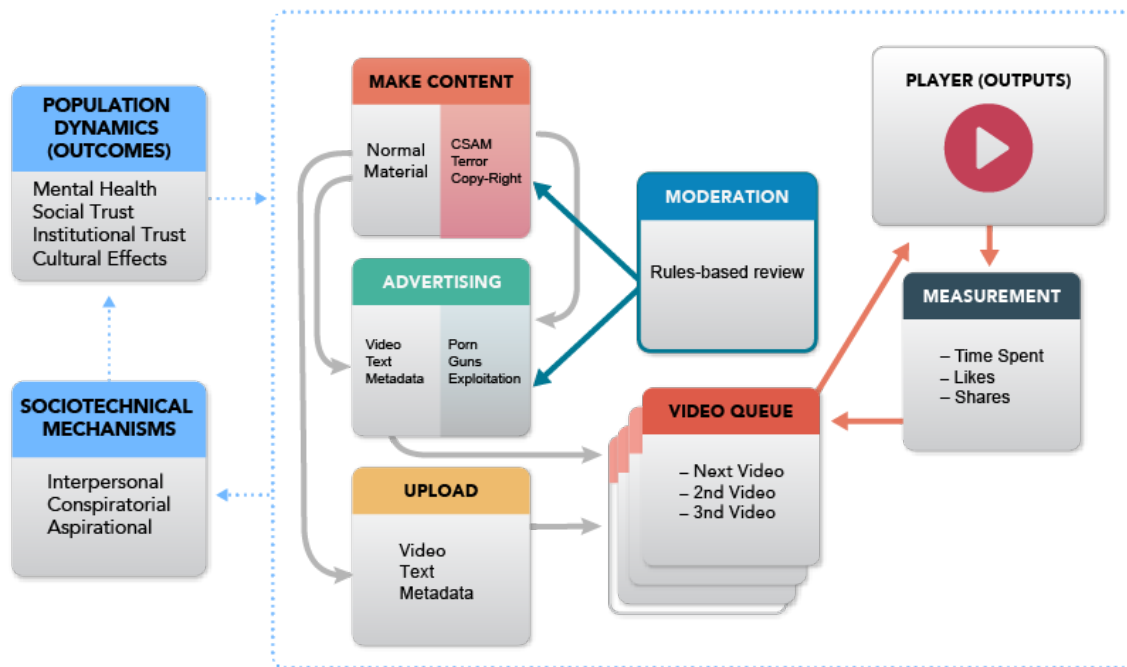 POPULATION
DYNAMICS
(OUTCOMES)
Mental Health
Social Trust
Institutional Trust
Cultural Effects
SOCIOTECHNICAL
MECHANISMS
Interpersonal
Conspiratorial
Aspirational
MAKE CONTENT
Normal
Material
CSAM
Terror
Copy-Right
ADVERTISING
Video
Text
Metadata
Porn
Guns
Exploitation
UPLOAD
Video
Text
Metadata
MODERATION
Rules-based review
VIDEO QUEUE
– Next Video
– 2nd Video
– 3nd Video
PLAYER (OUTPUTS)
MEASUREMENT
– Time Spent
– Likes
– Shares